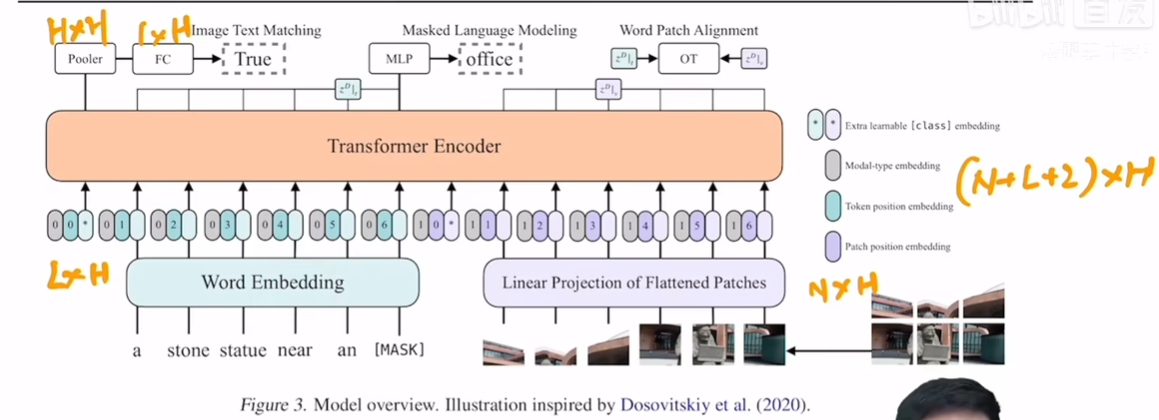 bilibili 首发
H×H
1×H
Image Text Matching
Masked Language Modeling
Word Patch Alignment
Pooler
FC
True
MLP
office
z^D|_t
OT
z^D|_v
z^D|_t
z^D|_v
Transformer Encoder
* * Extra learnable [class] embedding
Modal-type embedding
Token position embedding
Patch position embedding
(N+L+2)×H
0 0 * 0 1 0 2 0 3 0 4 0 5 0 6 1 0 * 1 1 1 2 1 3 1 4 1 5 1 6
L×H
Word Embedding
Linear Projection of Flattened Patches
N×H
a stone statue near an [MASK]
Figure 3. Model overview. Illustration inspired by Dosovitskiy et al. (2020).